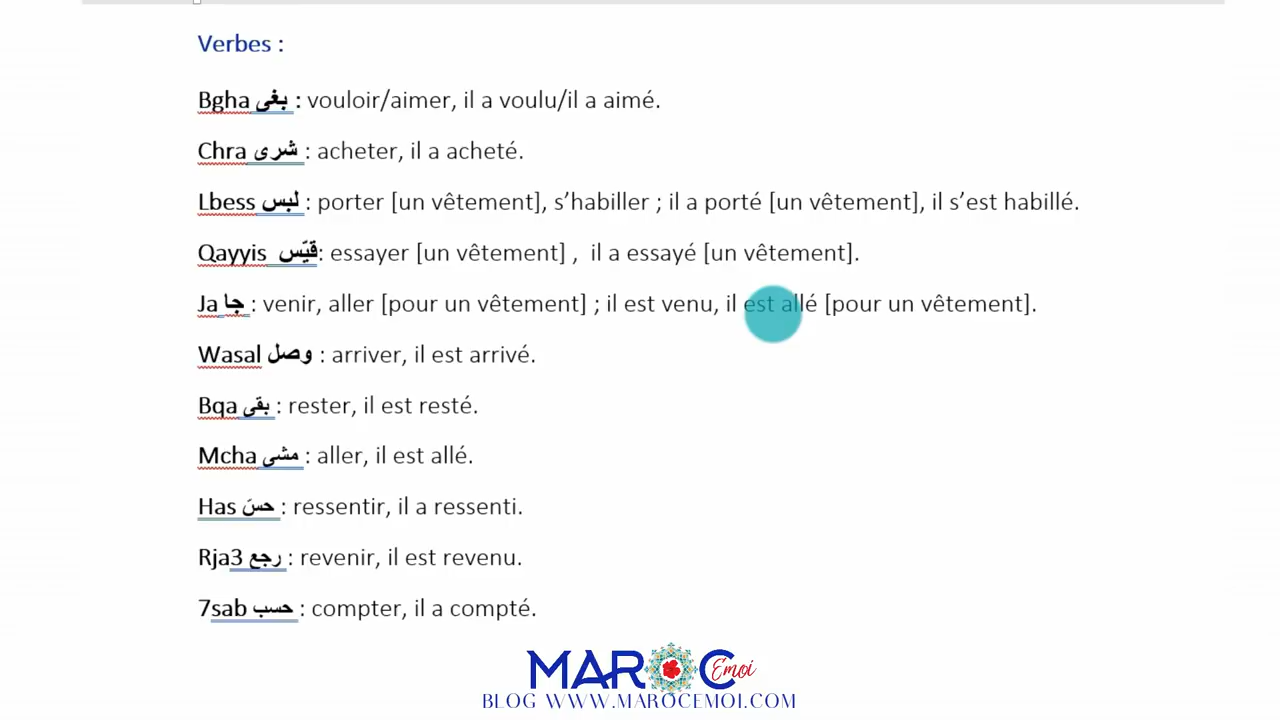 Verbes :
Bgha بغى : vouloir/aimer, il a voulu/il a aimé.
Chra شرى : acheter, il a acheté.
Lbess لبس : porter [un vêtement], s’habiller ; il a porté [un vêtement], il s’est habillé.
Qayyis قيّس: essayer [un vêtement] , il a essayé [un vêtement].
Ja جا : venir, aller [pour un vêtement] ; il est venu, il est allé [pour un vêtement].
Wasal وصل : arriver, il est arrivé.
Bqa بقى : rester, il est resté.
Mcha مشى : aller, il est allé.
Has حسّ : ressentir, il a ressenti.
Rja3 رجع : revenir, il est revenu.
7sab حسب : compter, il a compté.
MAROC Emoi
BLOG WWW.MAROCEMOI.COM